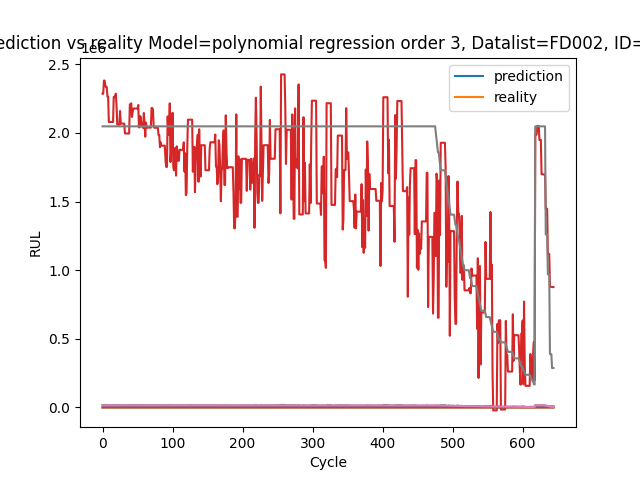 ediction vs reality Model=polynomial regression order 3, Datalist=FD002, ID=
1e6
2.5
2.0
1.5
1.0
0.5
0.0
RUL
prediction
reality
0 100 200 300 400 500 600
Cycle